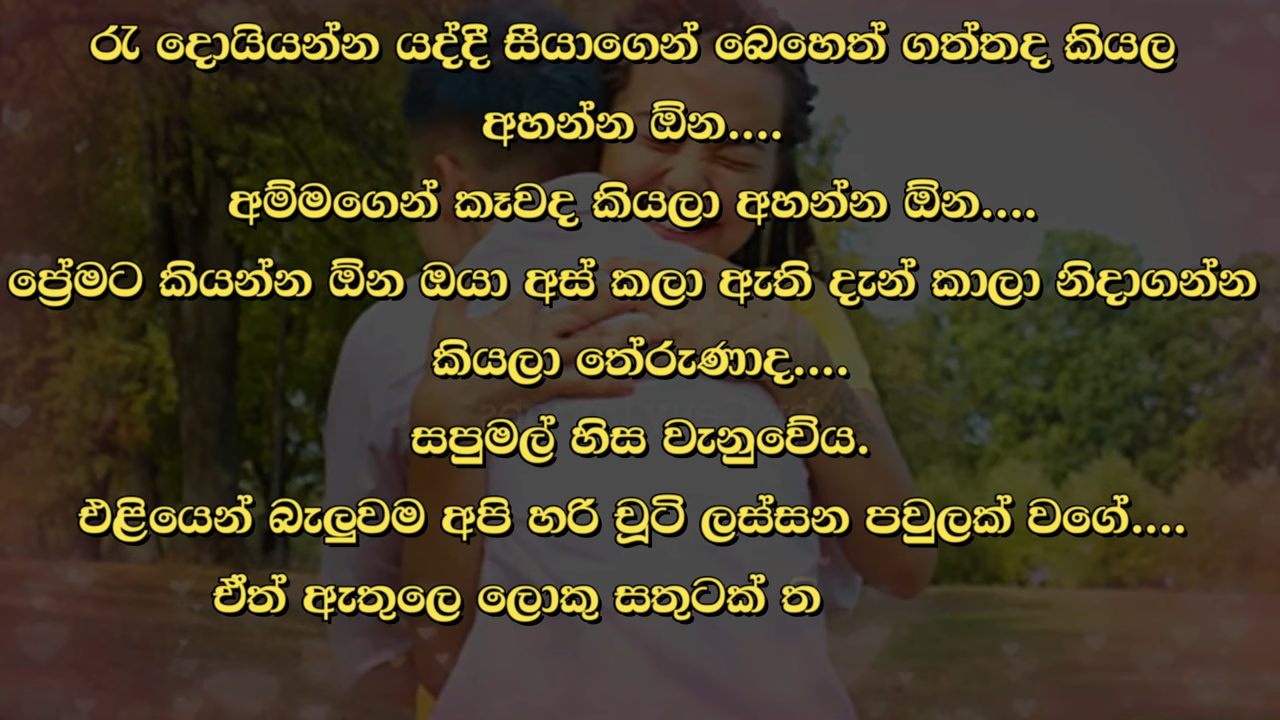 රැ දොයියන්න යද්දී සීයාගෙන් බෙහෙත් ගත්තද කියල
අහන්න ඕන....
අම්මගෙන් කෑවද කියලා අහන්න ඕන....
ප්‍රේමට කියන්න ඕන ඔයා අස් කලා ඇති දැන් කාලා නිදාගන්න
කියලා තේරුණාද....
සපුමල් හිස වැනුවේය.
එළියෙන් බැලුවම අපි හරි චූටි ලස්සන පවුලක් වගේ....
ඒත් ඇතුලෙ ලොකු සතුටක් ති